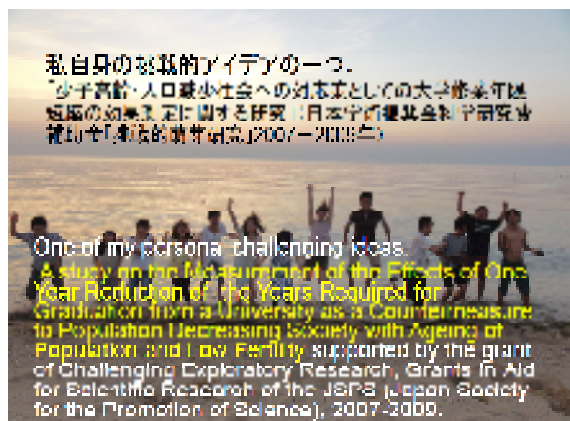 私自身の挑戦的アイデアの一つ。
「少子高齢・人口減少社会への対応策としての大学修業年限
短縮の効果測定に関する研究」:日本学術振興会科学研究費
補助金「挑戦的萌芽研究」2007－2009年)
One of my personal challenging ideas.
"A study on the Measurement of the Effects of One
Year Reduction of the Years Required for
Graduation from a University as a Countermeasure
to Population Decreasing Society with Ageing of
Population and Low Fertility supported by the grant
of Challenging Exploratory Research, Grants In Aid
for Scientific Research of the JSPS (Japan Society
for the Promotion of Science), 2007-2009.